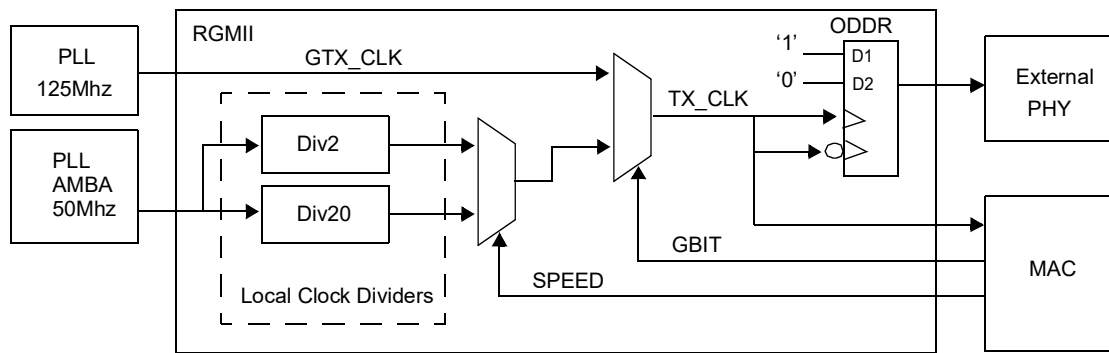 RGMII
ODDR
PLL
125Mhz
GTX_CLK
‘1’
D1
‘0’
D2
External
PHY
TX_CLK
PLL
AMBA
50Mhz
Div2
Div20
GBIT
MAC
SPEED
Local Clock Dividers